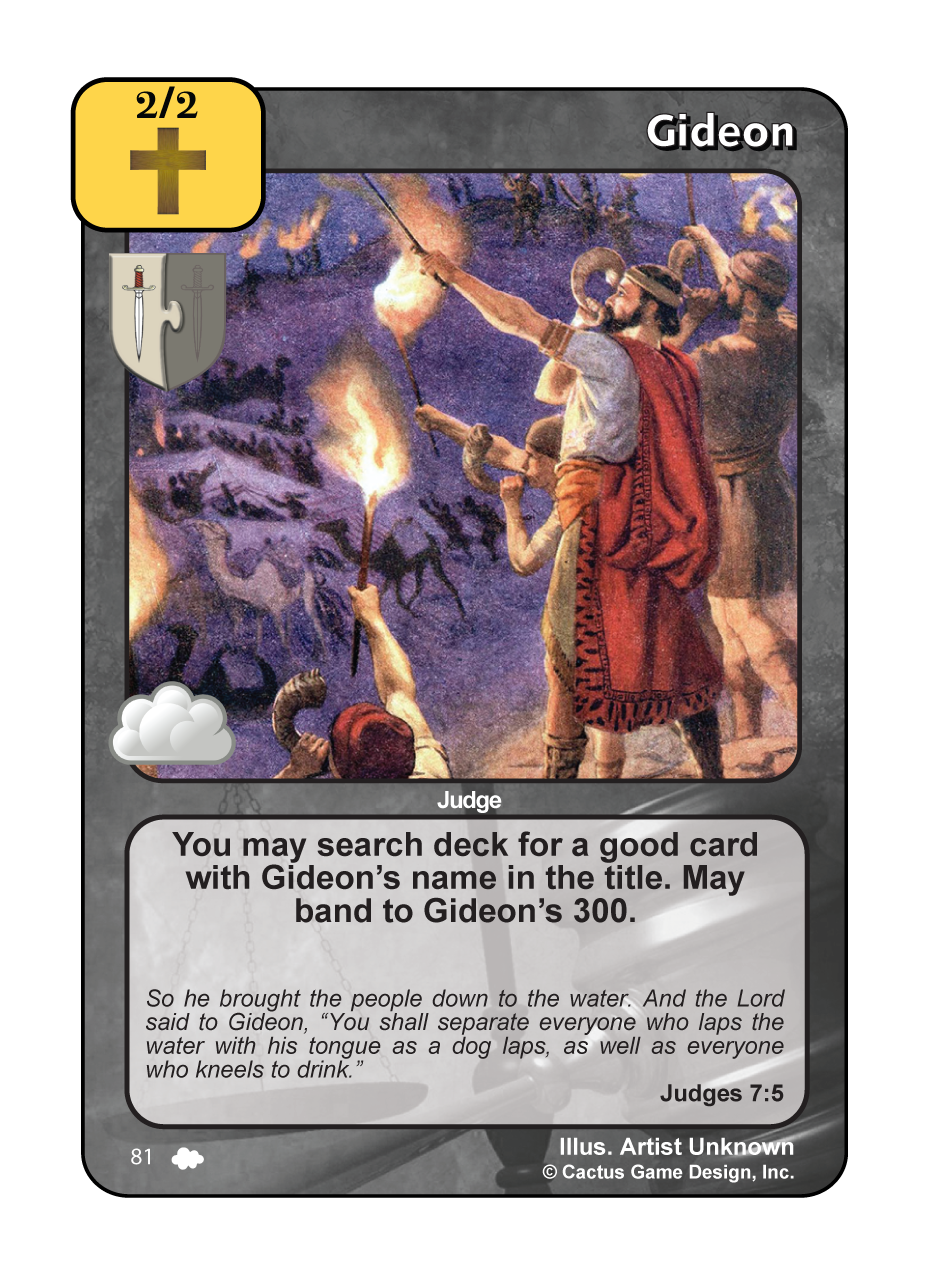 2/2
Gideon
Judge
You may search deck for a good card
with Gideon’s name in the title. May
band to Gideon’s 300.
So he brought the people down to the water. And the Lord
said to Gideon, “You shall separate everyone who laps the
water with his tongue as a dog laps, as well as everyone
who kneels to drink.”
Judges 7:5
81
Illus. Artist Unknown
© Cactus Game Design, Inc.